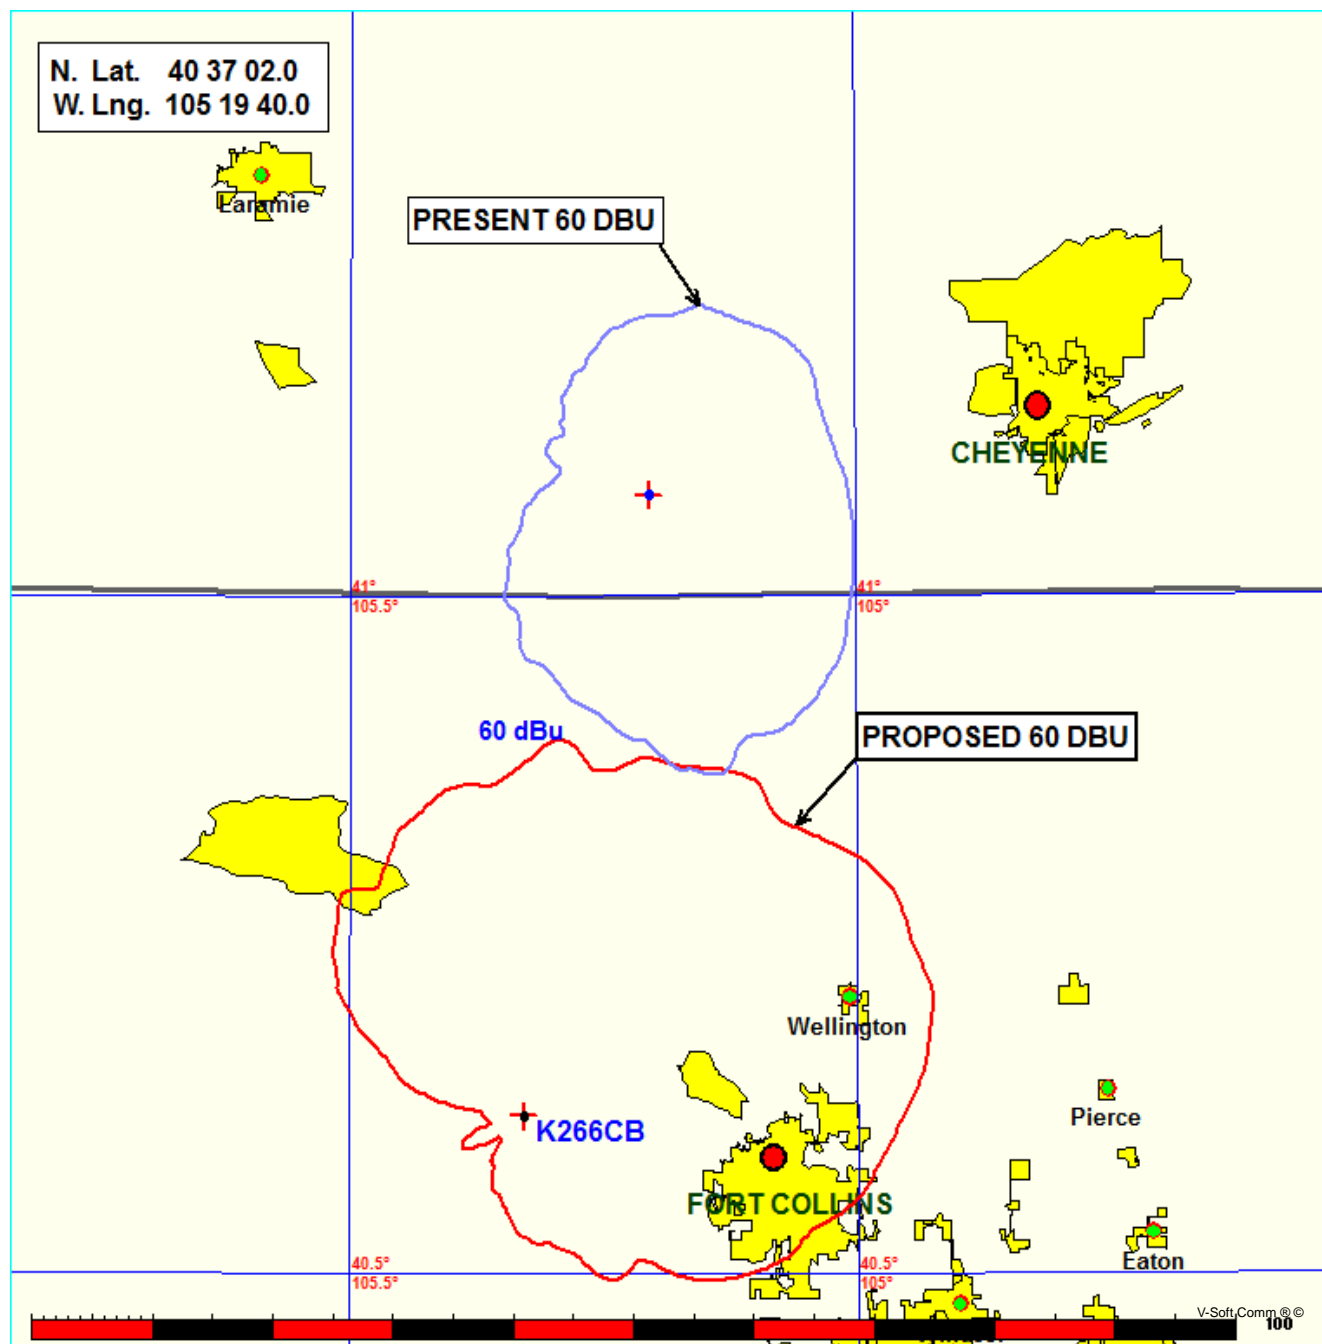 N. Lat. 40 37 02.0
W. Lng. 105 19 40.0
Laramie
PRESENT 60 DBU
CHEYENNE
41°
105.5°
41°
105°
60 dBu
PROPOSED 60 DBU
Wellington
K266CB
Pierce
FORT COLLINS
Eaton
40.5°
105.5°
40.5°
105°
V-Soft Comm ® ©
100